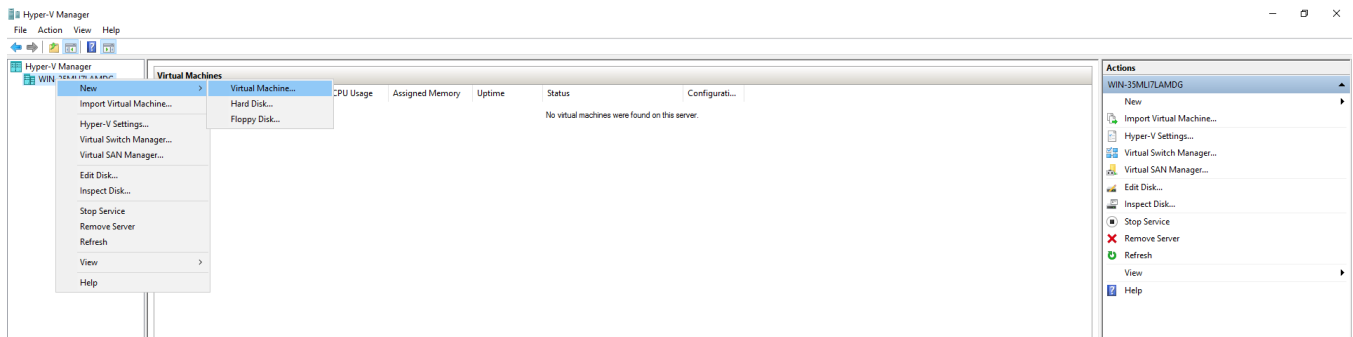 Hyper-V Manager
File Action View Help
Hyper-V Manager
WIN-35MLI7LAMDG
New
Import Virtual Machine...
Hyper-V Settings...
Virtual Switch Manager...
Virtual SAN Manager...
Edit Disk...
Inspect Disk...
Stop Service
Remove Server
Refresh
View
Help
Virtual Machine...
Hard Disk...
Floppy Disk...
Virtual Machines
CPU Usage Assigned Memory Uptime Status Configurati...
No virtual machines were found on this server.
Actions
WIN-35MLI7LAMDG
New
Import Virtual Machine...
Hyper-V Settings...
Virtual Switch Manager...
Virtual SAN Manager...
Edit Disk...
Inspect Disk...
Stop Service
Remove Server
Refresh
View
Help